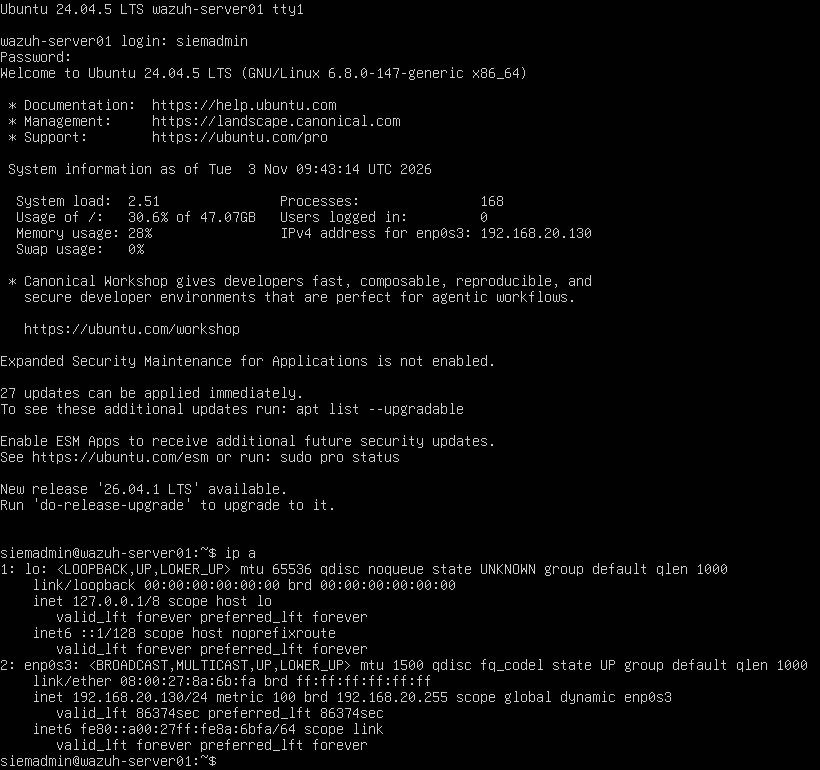 Ubuntu 24.04.5 LTS wazuh-server01 tty1
wazuh-server01 login: siemadmin
Password:
Welcome to Ubuntu 24.04.5 LTS (GNU/Linux 6.8.0-147-generic x86_64)
* Documentation:  https://help.ubuntu.com
* Management:     https://landscape.canonical.com
* Support:        https://ubuntu.com/pro
System information as of Tue  3 Nov 09:43:14 UTC 2026
System load:  2.51                Processes:               168
Usage of /:   30.6% of 47.07GB   Users logged in:         0
Memory usage: 28%                IPv4 address for enp0s3: 192.168.20.130
Swap usage:   0%
* Canonical Workshop gives developers fast, composable, reproducible, and
secure developer environments that are perfect for agentic workflows.
https://ubuntu.com/workshop
Expanded Security Maintenance for Applications is not enabled.
27 updates can be applied immediately.
To see these additional updates run: apt list --upgradable
Enable ESM Apps to receive additional future security updates.
See https://ubuntu.com/esm or run: sudo pro status
New release '26.04.1 LTS' available.
Run 'do-release-upgrade' to upgrade to it.
siemadmin@wazuh-server01:~$ ip a
1: lo: <LOOPBACK,UP,LOWER_UP> mtu 65536 qdisc noqueue state UNKNOWN group default qlen 1000
link/loopback 00:00:00:00:00:00 brd 00:00:00:00:00:00
inet 127.0.0.1/8 scope host lo
valid_lft forever preferred_lft forever
inet6 ::1/128 scope host noprefixroute
valid_lft forever preferred_lft forever
2: enp0s3: <BROADCAST,MULTICAST,UP,LOWER_UP> mtu 1500 qdisc fq_codel state UP group default qlen 1000
link/ether 08:00:27:8a:6b:fa brd ff:ff:ff:ff:ff:ff
inet 192.168.20.130/24 metric 100 brd 192.168.20.255 scope global dynamic enp0s3
valid_lft 86374sec preferred_lft 86374sec
inet6 fe80::a00:27ff:fe8a:6bfa/64 scope link
valid_lft forever preferred_lft forever
siemadmin@wazuh-server01:~$